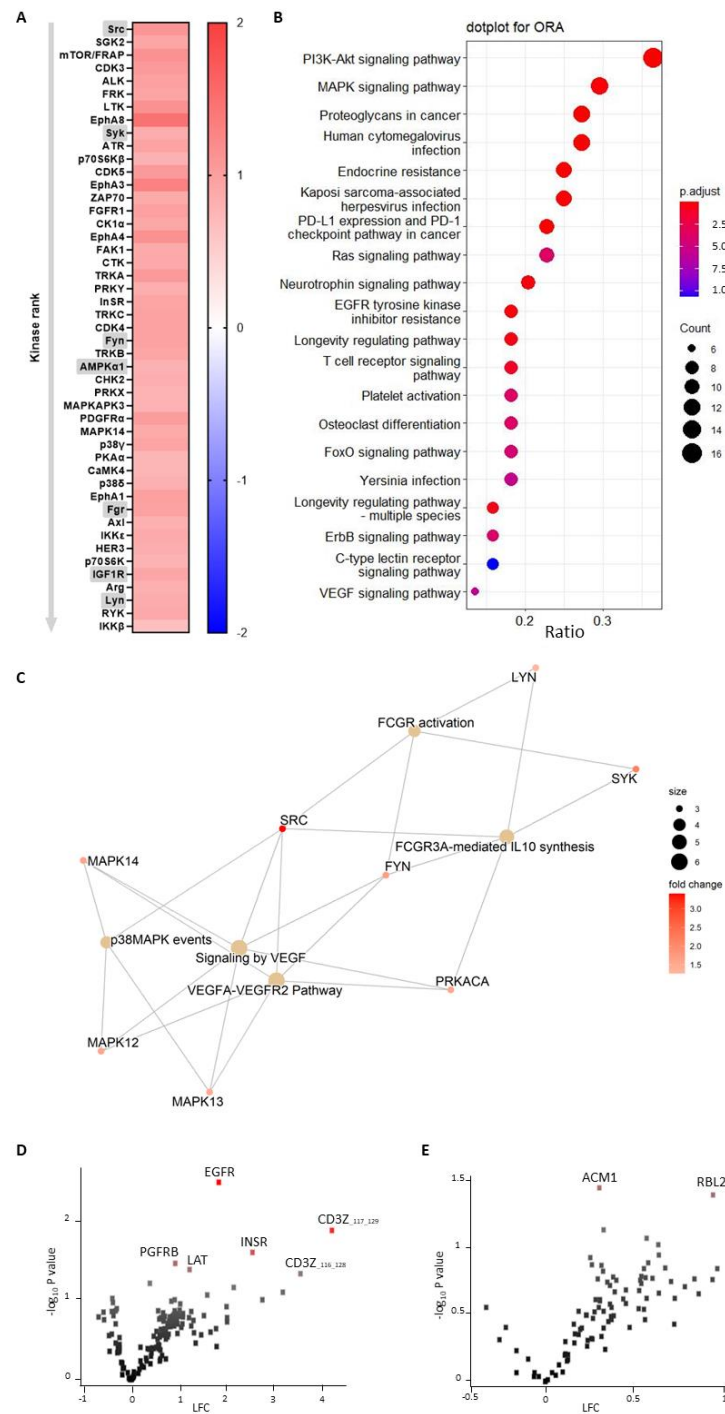 A
Kinase rank
Src
SGK2
mTOR/FRAP
CDK3
ALK
FRK
LTK
EphA8
Syk
ATR
p70S6Kβ
CDK5
EphA3
ZAP70
FGFR1
CK1α
EphA4
FAK1
CTK
TRKA
PRKY
InSR
TRKC
CDK4
Fyn
TRKB
AMPKα1
CHK2
PRKX
MAPKAPK3
PDGFRα
MAPK14
p38γ
PKAα
CaMK4
p38δ
EphA1
Fgr
Axl
IKKε
HER3
p70S6K
IGF1R
Arg
Lyn
RYK
IKKβ
2
1
0
-1
-2
B
dotplot for ORA
PI3K-Akt signaling pathway
MAPK signaling pathway
Proteoglycans in cancer
Human cytomegalovirus
infection
Endocrine resistance
Kaposi sarcoma-associated
herpesvirus infection
PD-L1 expression and PD-1
checkpoint pathway in cancer
Ras signaling pathway
Neurotrophin signaling pathway
EGFR tyrosine kinase
inhibitor resistance
Longevity regulating pathway
T cell receptor signaling
pathway
Platelet activation
Osteoclast differentiation
FoxO signaling pathway
Yersinia infection
Longevity regulating pathway
- multiple species
ErbB signaling pathway
C-type lectin receptor
signaling pathway
VEGF signaling pathway
0.2 0.3
Ratio
p.adjust
2.5
5.0
7.5
1.0
Count
6
8
10
12
14
16
C
LYN
FCGR activation
SYK
SRC
FCGR3A-mediated IL10 synthesis
MAPK14
FYN
p38MAPK events
Signaling by VEGF
PRKACA
VEGFA-VEGFR2 Pathway
MAPK12
MAPK13
size
3
4
5
6
fold change
3.0
2.5
2.0
1.5
D
EGFR
CD3Z_117_129
INSR
PGFRB
LAT
CD3Z_116_128
-log10 P value
2
1
0
-1 0 1 2 3 4
LFC
E
ACM1
RBL2
-log10 P value
1.5
1
0.5
0
-0.5 0 0.5 1
LFC